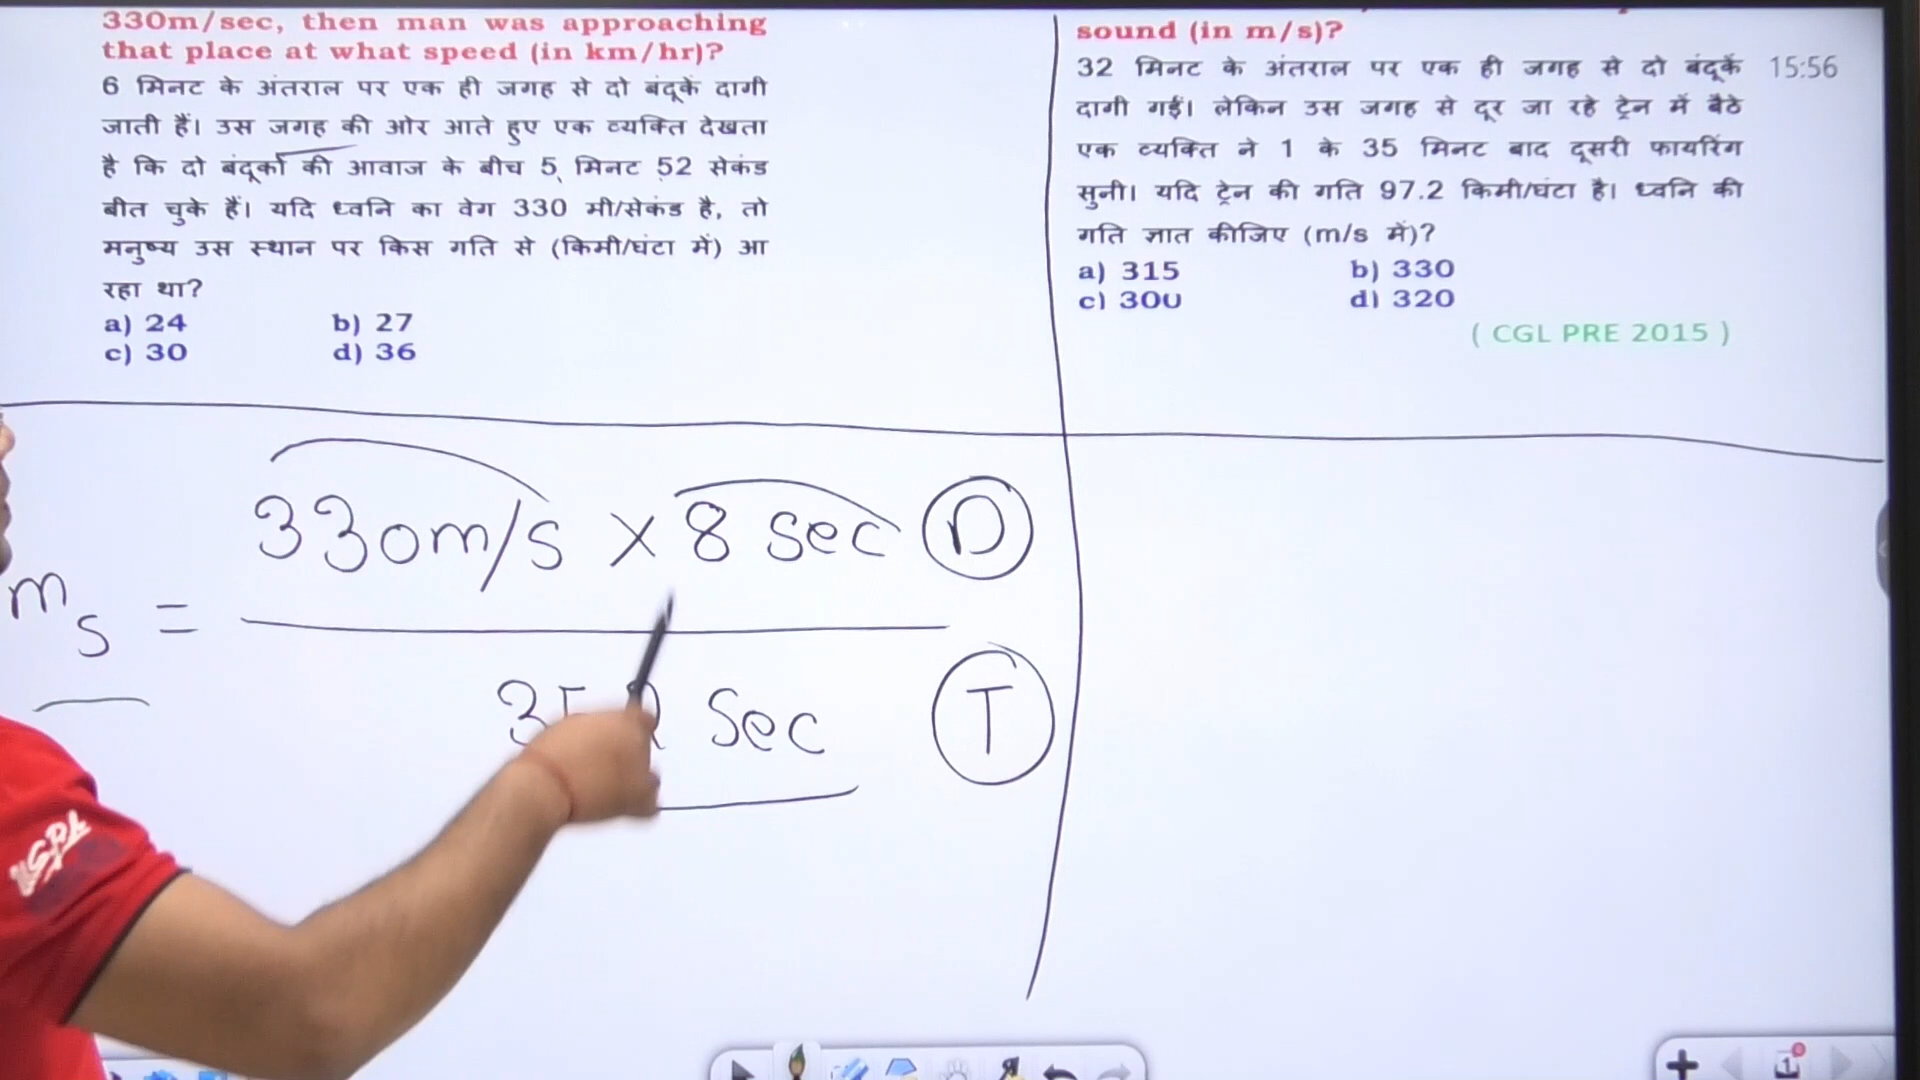 330m/sec, then man was approaching
that place at what speed (in km/hr)?
6 मिनट के अंतराल पर एक ही जगह से दो बंदूकें दागी
जाती हैं। उस जगह की ओर आते हुए एक व्यक्ति देखता
है कि दो बंदूकों की आवाज के बीच 5 मिनट 52 सेकंड
बीत चुके हैं। यदि ध्वनि का वेग 330 मी/सेकंड है, तो
मनुष्य उस स्थान पर किस गति से (किमी/घंटा में) आ
रहा था?
a) 24 b) 27
c) 30 d) 36
sound (in m/s)?
32 मिनट के अंतराल पर एक ही जगह से दो बंदूकें 15:56
दागी गईं। लेकिन उस जगह से दूर जा रहे ट्रेन में बैठे
एक व्यक्ति ने 1 के 35 मिनट बाद दूसरी फायरिंग
सुनी। यदि ट्रेन की गति 97.2 किमी/घंटा है। ध्वनि की
गति ज्ञात कीजिए (m/s में)?
a) 315 b) 330
c) 300 d) 320
( CGL PRE 2015 )
330m/s × 8 sec D
m s =
Sec T
1